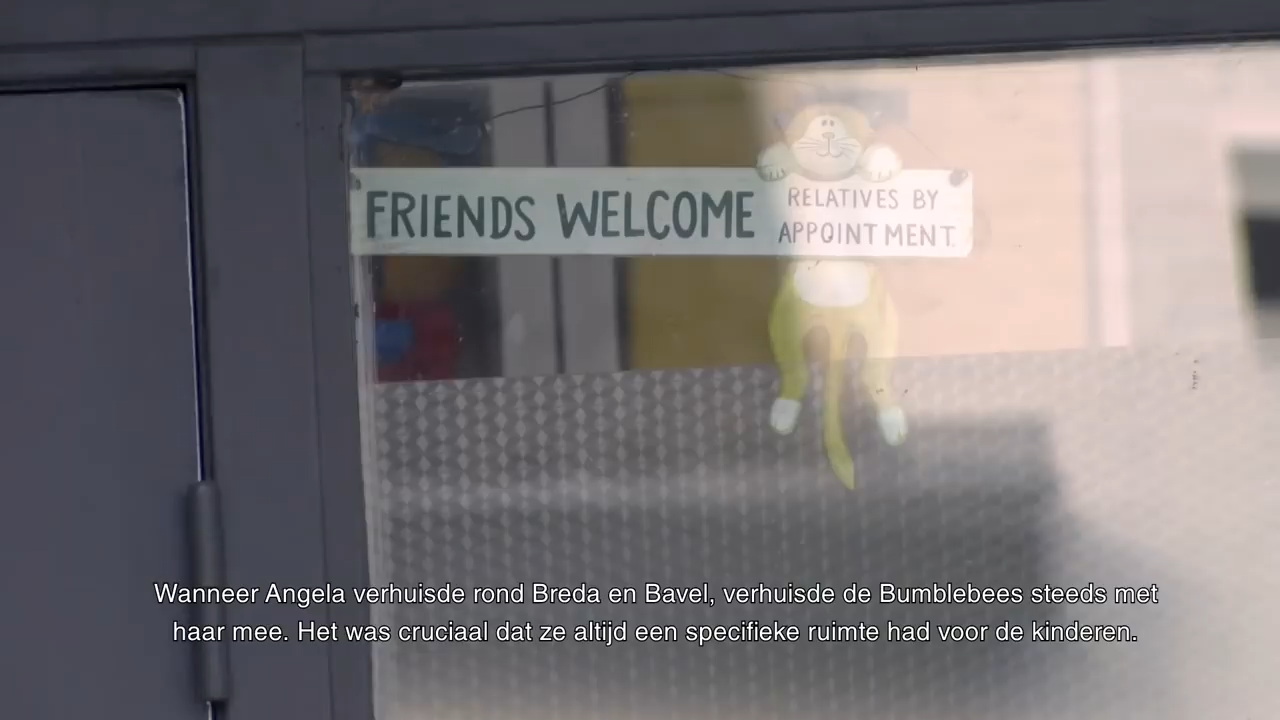 FRIENDS WELCOME
RELATIVES BY
APPOINTMENT.
Wanneer Angela verhuisde rond Breda en Bavel, verhuisde de Bumblebees steeds met
haar mee. Het was cruciaal dat ze altijd een specifieke ruimte had voor de kinderen.